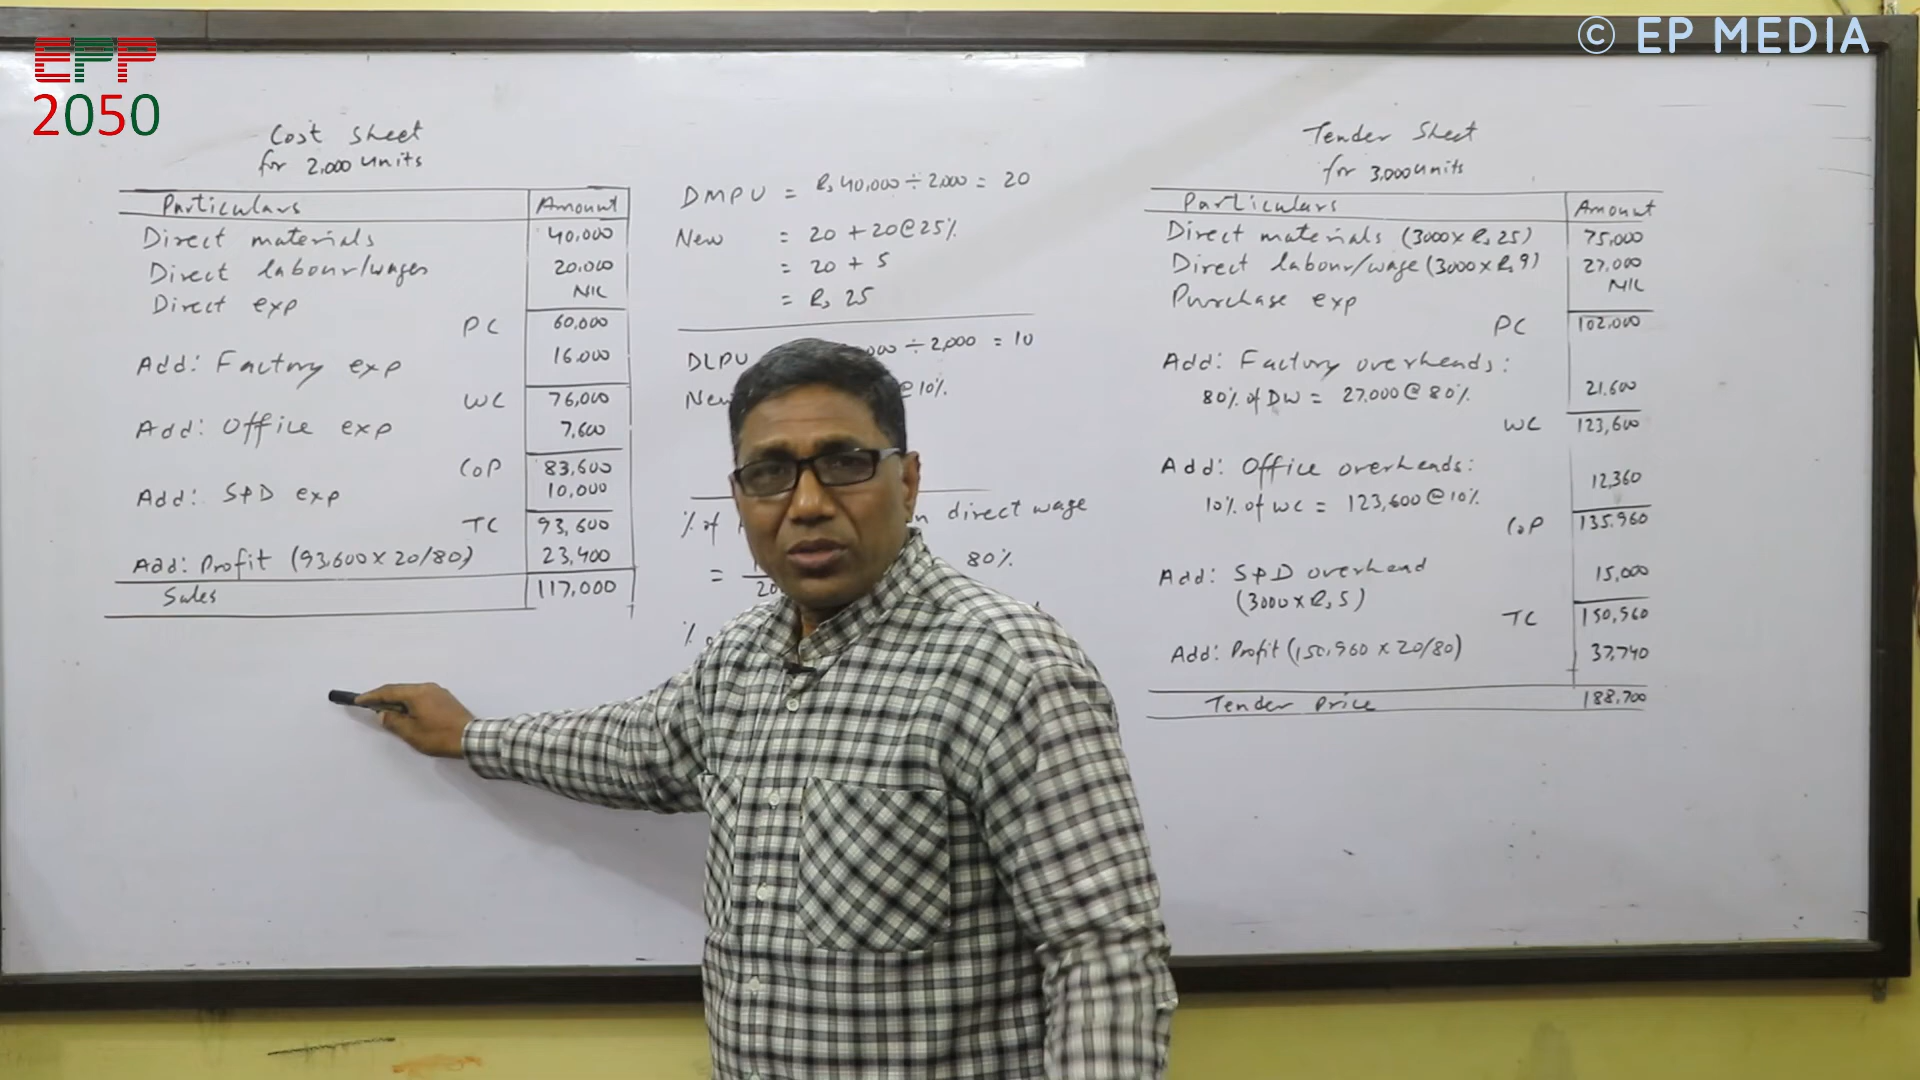 EPP
2050
© EP MEDIA
Cost Sheet
for 2,000 units
Particulars Amount
Direct materials 40,000
Direct labour/wages 20,000
Direct exp NIL
PC 60,000
Add: Factory exp 16,000
WC 76,000
Add: Office exp 7,600
CoP 83,600
Add: S+D exp 10,000
TC 93,600
Add: Profit (93,600 x 20/80) 23,400
Sales 117,000
DMPU = Rs 40,000 ÷ 2,000 = 20
New = 20 + 20 @ 25%
= 20 + 5
= Rs 25
DLPU ÷ 2,000 = 10
New @ 10%
% of direct wage
= 80%
%
Tender Sheet
for 3,000 units
Particulars Amount
Direct materials (3000 x Rs 25) 75,000
Direct labour/wage (3000 x Rs 9) 27,000
Purchase exp NIL
PC 102,000
Add: Factory overheads:
80% of DW = 27,000 @ 80% 21,600
WC 123,600
Add: Office overheads:
10% of WC = 123,600 @ 10% 12,360
CoP 135,960
Add: S+D overhead 15,000
(3000 x Rs 5)
TC 150,960
Add: Profit (150,960 x 20/80) 37,740
Tender Price 188,700